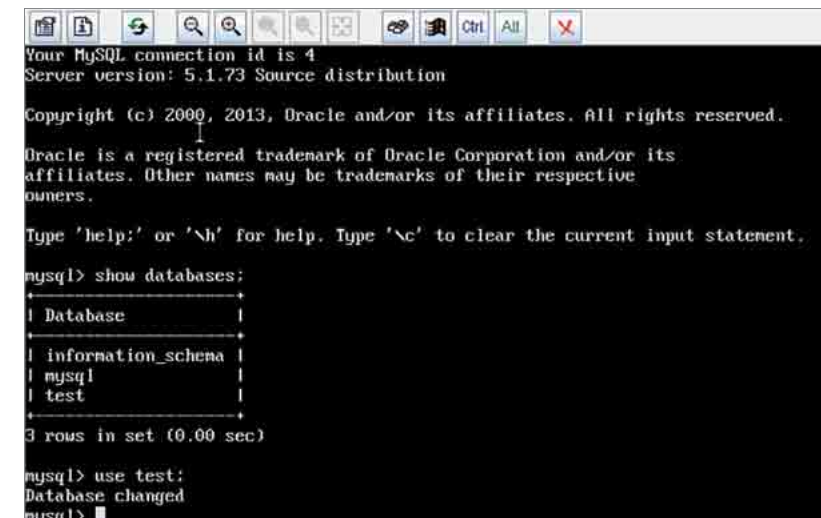 Ctrl Alt
Your MySQL connection id is 4
Server version: 5.1.73 Source distribution
Copyright (c) 2000, 2013, Oracle and/or its affiliates. All rights reserved.
Oracle is a registered trademark of Oracle Corporation and/or its
affiliates. Other names may be trademarks of their respective
owners.
Type 'help;' or '\h' for help. Type '\c' to clear the current input statement.
mysql> show databases;
+--------------------+
| Database           |
+--------------------+
| information_schema |
| mysql              |
| test               |
+--------------------+
3 rows in set (0.00 sec)
mysql> use test;
Database changed
mysql>